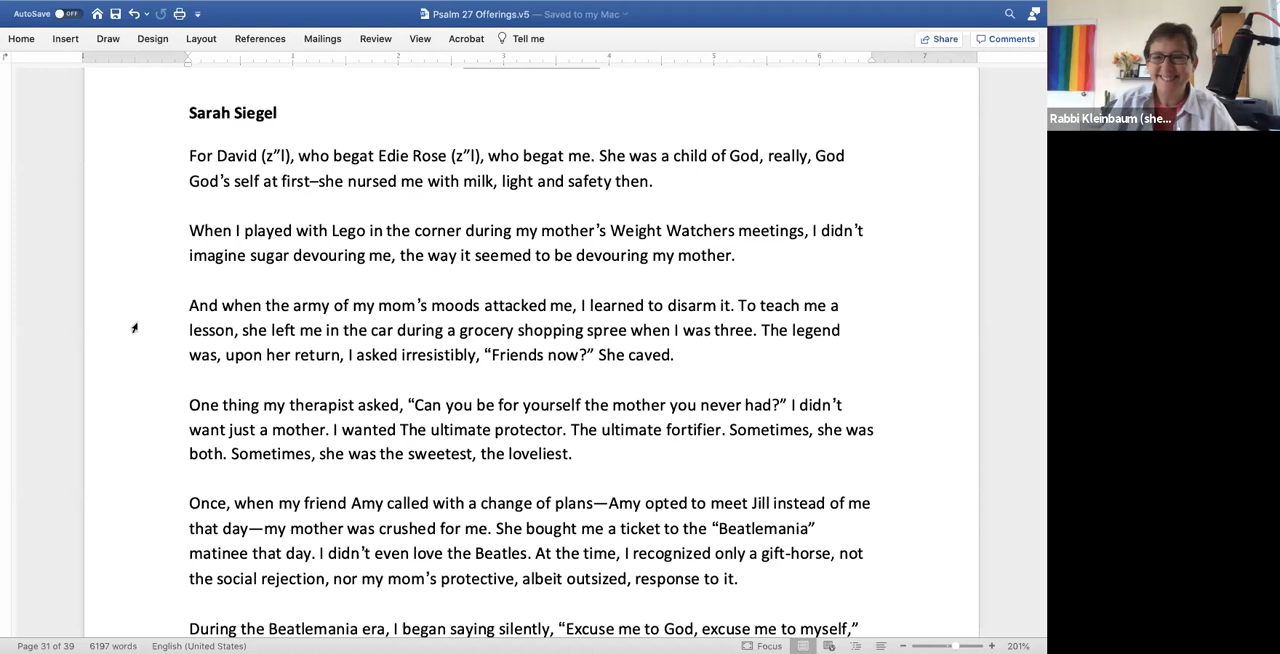 AutoSave OFF Psalm 27 Offerings.v5 — Saved to my Mac
Home Insert Draw Design Layout References Mailings Review View Acrobat Tell me Share Comments
1 2 3 4 5 6 7
Sarah Siegel
For David (z”l), who begat Edie Rose (z”l), who begat me. She was a child of God, really, God
God’s self at first–she nursed me with milk, light and safety then.
When I played with Lego in the corner during my mother’s Weight Watchers meetings, I didn’t
imagine sugar devouring me, the way it seemed to be devouring my mother.
And when the army of my mom’s moods attacked me, I learned to disarm it. To teach me a
lesson, she left me in the car during a grocery shopping spree when I was three. The legend
was, upon her return, I asked irresistibly, “Friends now?” She caved.
One thing my therapist asked, “Can you be for yourself the mother you never had?” I didn’t
want just a mother. I wanted The ultimate protector. The ultimate fortifier. Sometimes, she was
both. Sometimes, she was the sweetest, the loveliest.
Once, when my friend Amy called with a change of plans—Amy opted to meet Jill instead of me
that day—my mother was crushed for me. She bought me a ticket to the “Beatlemania”
matinee that day. I didn’t even love the Beatles. At the time, I recognized only a gift-horse, not
the social rejection, nor my mom’s protective, albeit outsized, response to it.
During the Beatlemania era, I began saying silently, “Excuse me to God, excuse me to myself,”
Page 31 of 39 6197 words English (United States) Focus 201%
Rabbi Kleinbaum (she...